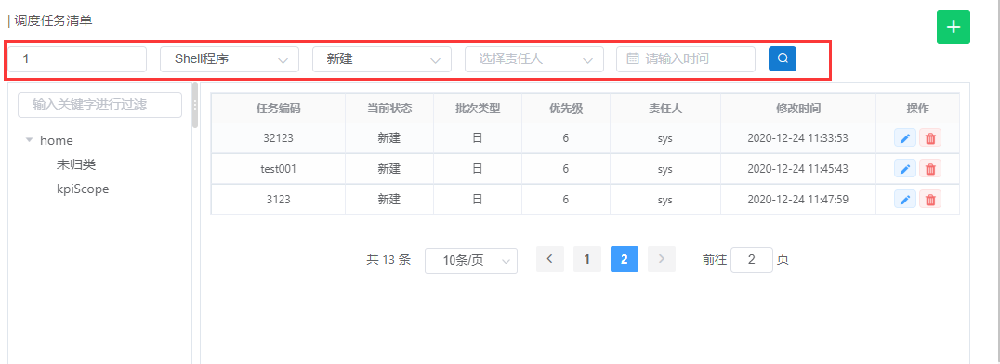 | 调度任务清单
1 Shell程序 新建 选择责任人 请输入时间
输入关键字进行过滤
home
未归类
kpiScope
任务编码 当前状态 批次类型 优先级 责任人 修改时间 操作
32123 新建 日 6 sys 2020-12-24 11:33:53
test001 新建 日 6 sys 2020-12-24 11:45:43
3123 新建 日 6 sys 2020-12-24 11:47:59
共 13 条 10条/页 1 2 前往 2 页